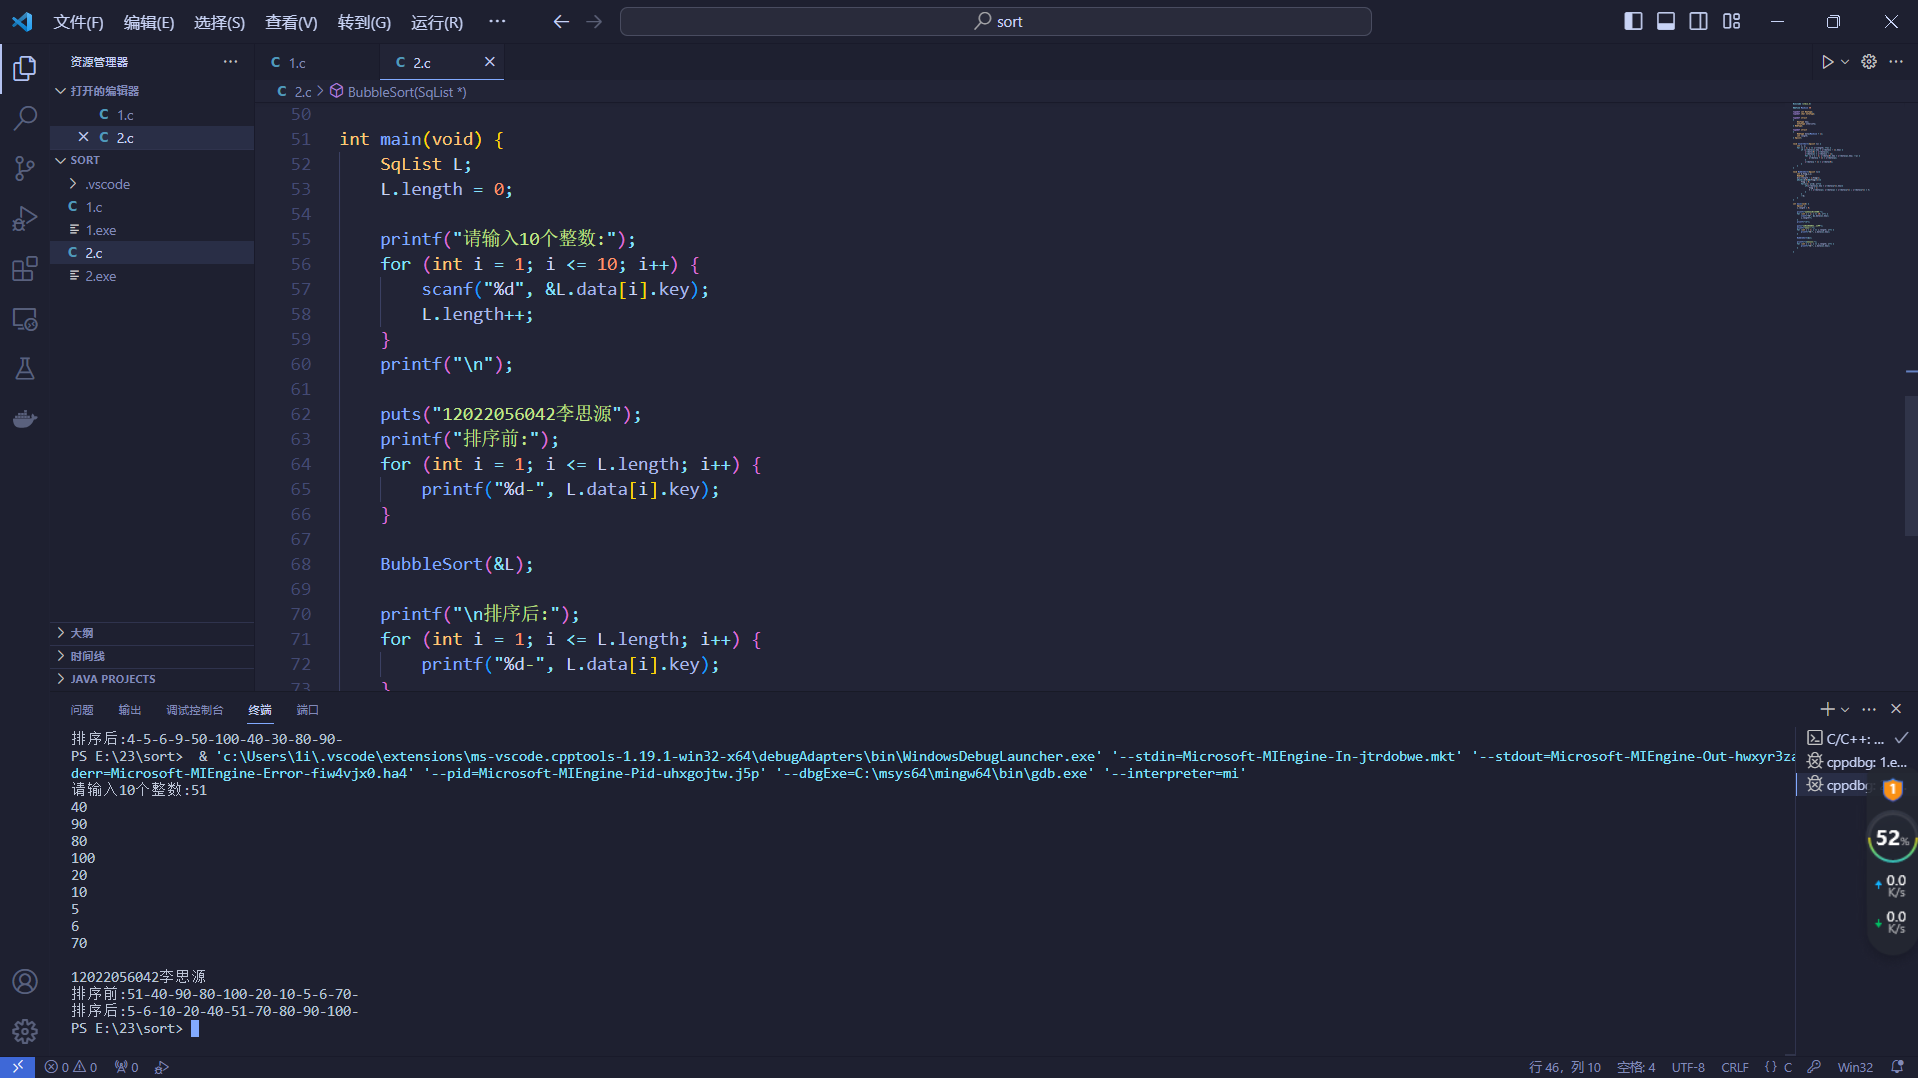 文件(F) 编辑(E) 选择(S) 查看(V) 转到(G) 运行(R) ··· sort
资源管理器 ···
打开的编辑器
C 1.c
C 2.c
SORT
.vscode
C 1.c
1.exe
C 2.c
2.exe
大纲
时间线
JAVA PROJECTS
C 1.c C 2.c
C 2.c > BubbleSort(SqList *)
50
51 int main(void) {
52 SqList L;
53 L.length = 0;
54
55 printf("请输入10个整数:");
56 for (int i = 1; i <= 10; i++) {
57 scanf("%d", &L.data[i].key);
58 L.length++;
59 }
60 printf("\n");
61
62 puts("12022056042李思源");
63 printf("排序前:");
64 for (int i = 1; i <= L.length; i++) {
65 printf("%d-", L.data[i].key);
66 }
67
68 BubbleSort(&L);
69
70 printf("\n排序后:");
71 for (int i = 1; i <= L.length; i++) {
72 printf("%d-", L.data[i].key);
73 }
问题 输出 调试控制台 终端 端口
排序后:4-5-6-9-50-100-40-30-80-90-
PS E:\23\sort> & 'c:\Users\1i\.vscode\extensions\ms-vscode.cpptools-1.19.1-win32-x64\debugAdapters\bin\WindowsDebugLauncher.exe' '--stdin=Microsoft-MIEngine-In-jtrdobwe.mkt' '--stdout=Microsoft-MIEngine-Out-hwxyr3za
derr=Microsoft-MIEngine-Error-fiw4vjx0.ha4' '--pid=Microsoft-MIEngine-Pid-uhxgojtw.j5p' '--dbgExe=C:\msys64\mingw64\bin\gdb.exe' '--interpreter=mi'
请输入10个整数:51
40
90
80
100
20
10
5
6
70
12022056042李思源
排序前:51-40-90-80-100-20-10-5-6-70-
排序后:5-6-10-20-40-51-70-80-90-100-
PS E:\23\sort>
C/C++: ...
cppdbg: 1.e...
cppdbg
1
52%
0.0
K/s
0.0
K/s
0 0 0 行 46，列 10 空格: 4 UTF-8 CRLF {} C Win32